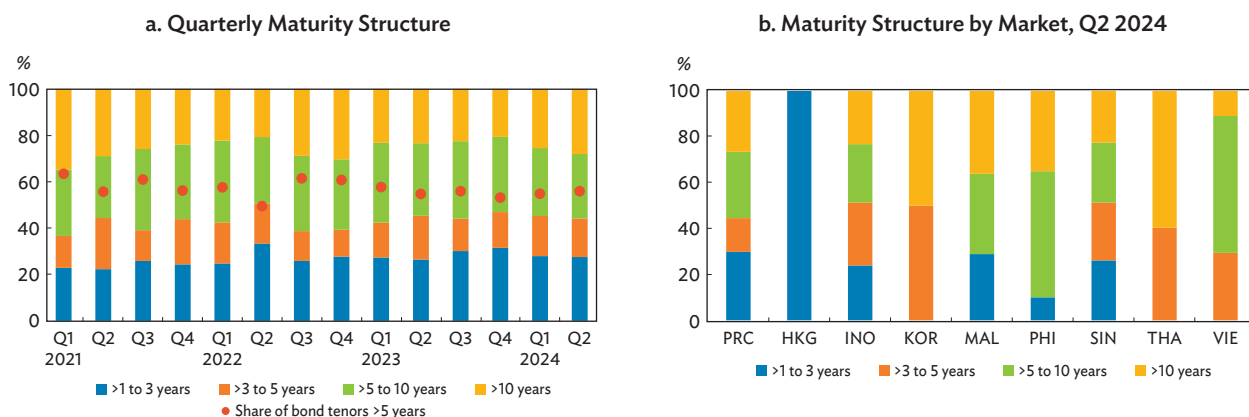 a. Quarterly Maturity Structure
%
100
80
60
40
20
0
Q1 Q2 Q3 Q4 Q1 Q2 Q3 Q4 Q1 Q2 Q3 Q4 Q1 Q2
2021 2022 2023 2024
>1 to 3 years >3 to 5 years >5 to 10 years >10 years
Share of bond tenors >5 years
b. Maturity Structure by Market, Q2 2024
%
100
80
60
40
20
0
PRC HKG INO KOR MAL PHI SIN THA VIE
>1 to 3 years >3 to 5 years >5 to 10 years >10 years